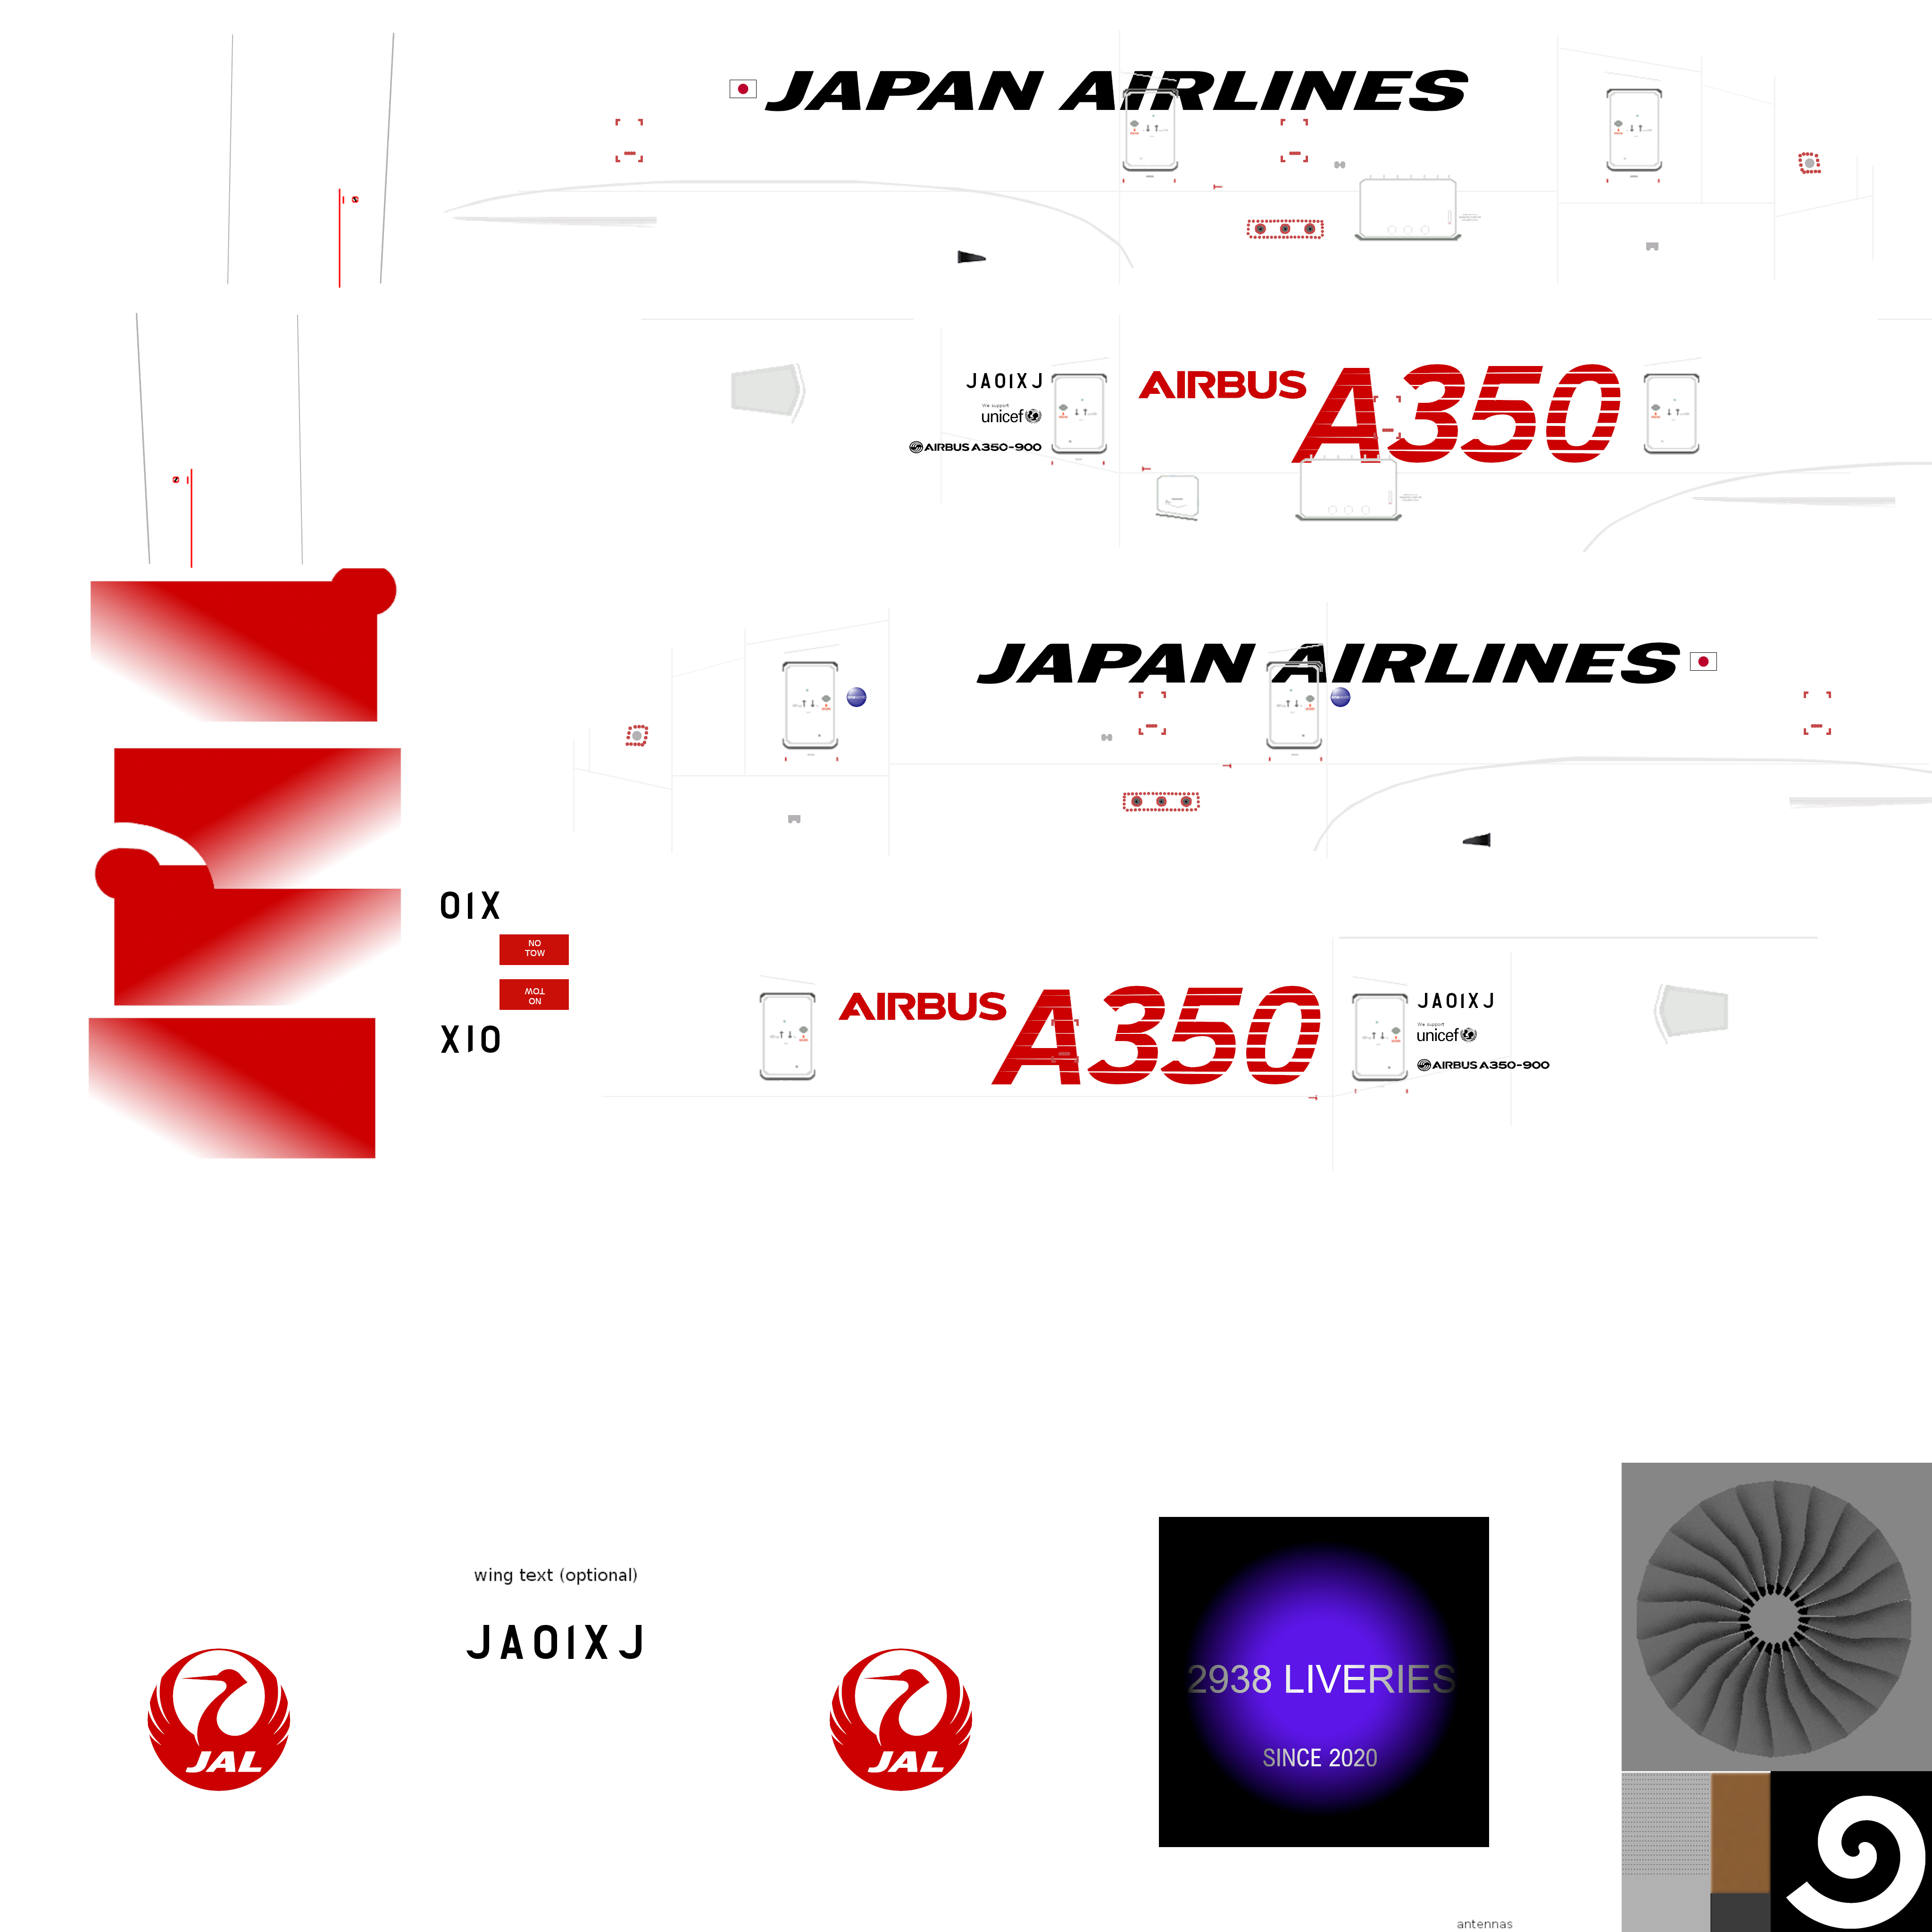 JAPAN AIRLINES
JA01XJ
We support
unicef
AIRBUS A350-900
AIRBUS A350
JAPAN AIRLINES
01X
NO
TOW
NO
TOW
01X
AIRBUS A350
JA01XJ
We support
unicef
AIRBUS A350-900
wing text (optional)
JA01XJ
JAL
JAL
2938 LIVERIES
SINCE 2020
antennas